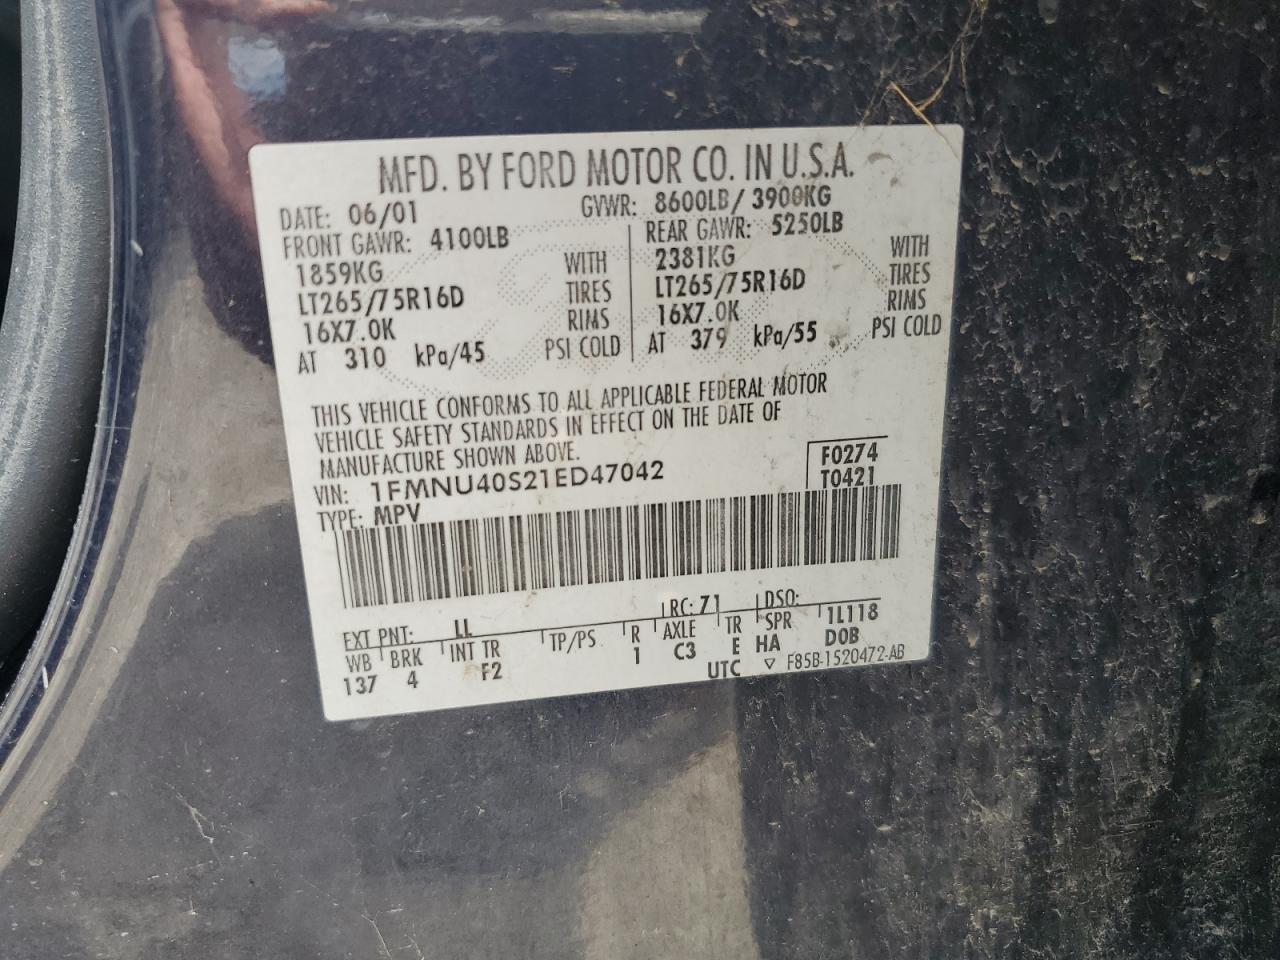 MFD. BY FORD MOTOR CO. IN U.S.A.
DATE: 06/01 GVWR: 8600LB/ 3900KG
FRONT GAWR: 4100LB REAR GAWR: 5250LB
1859KG WITH 2381KG WITH
LT265/75R16D TIRES LT265/75R16D TIRES
16X7.0K RIMS 16X7.0K RIMS
AT 310 kPa/45 PSI COLD AT 379 kPa/55 PSI COLD
THIS VEHICLE CONFORMS TO ALL APPLICABLE FEDERAL MOTOR
VEHICLE SAFETY STANDARDS IN EFFECT ON THE DATE OF
MANUFACTURE SHOWN ABOVE.
F0274
VIN: 1FMNU40S21ED47042 T0421
TYPE: MPV
RC: 71 DSO:
EXT PNT: LL 1L118
WB BRK INT TR TP/PS R AXLE TR SPR
137 4 F2 1 C3 E HA D0B
UTC ▽ F85B-1520472-AB